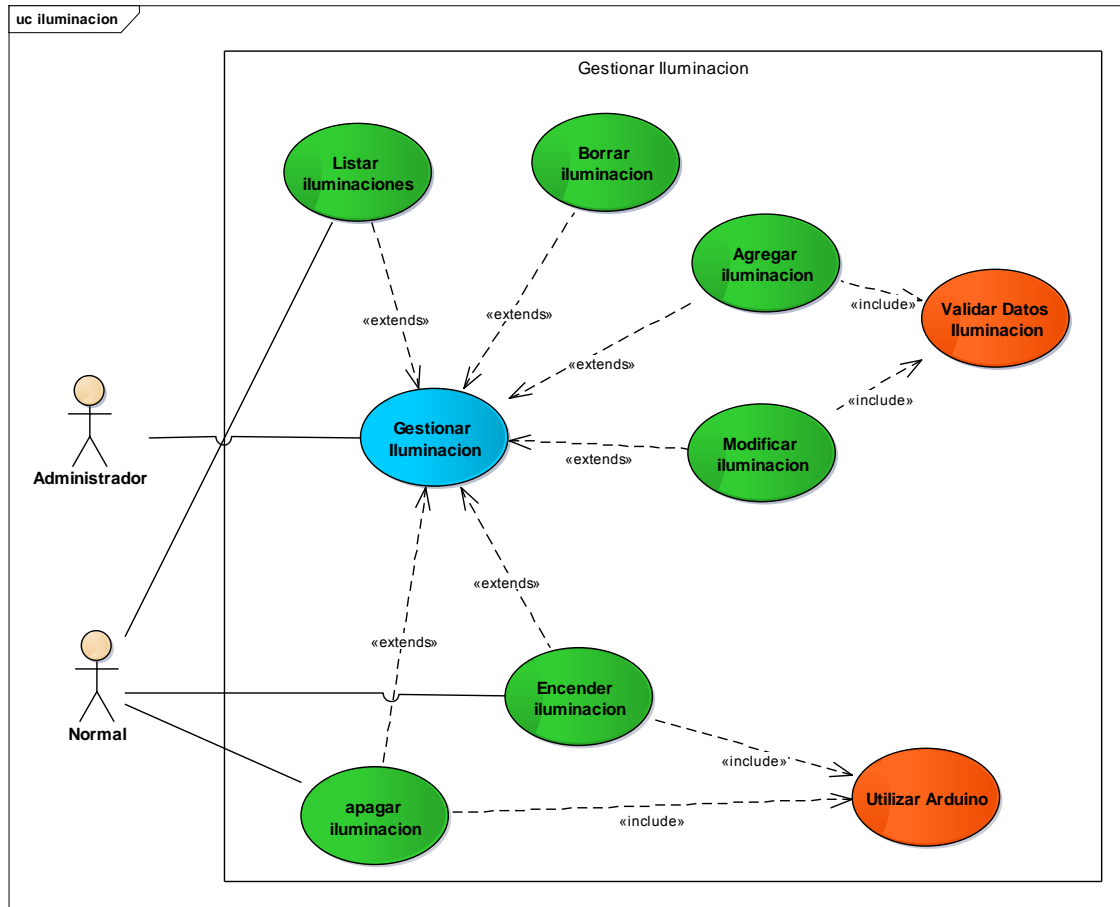 uc iluminacion
Gestionar Iluminacion
Listar
iluminaciones
Borrar
iluminacion
Agregar
iluminacion
«include»
Validar Datos
Iluminacion
«extends»
«extends»
«extends»
«include»
Gestionar
Iluminacion
Modificar
iluminacion
«extends»
Administrador
«extends»
«extends»
Encender
iluminacion
Normal
«include»
Utilizar Arduino
apagar
iluminacion
«include»